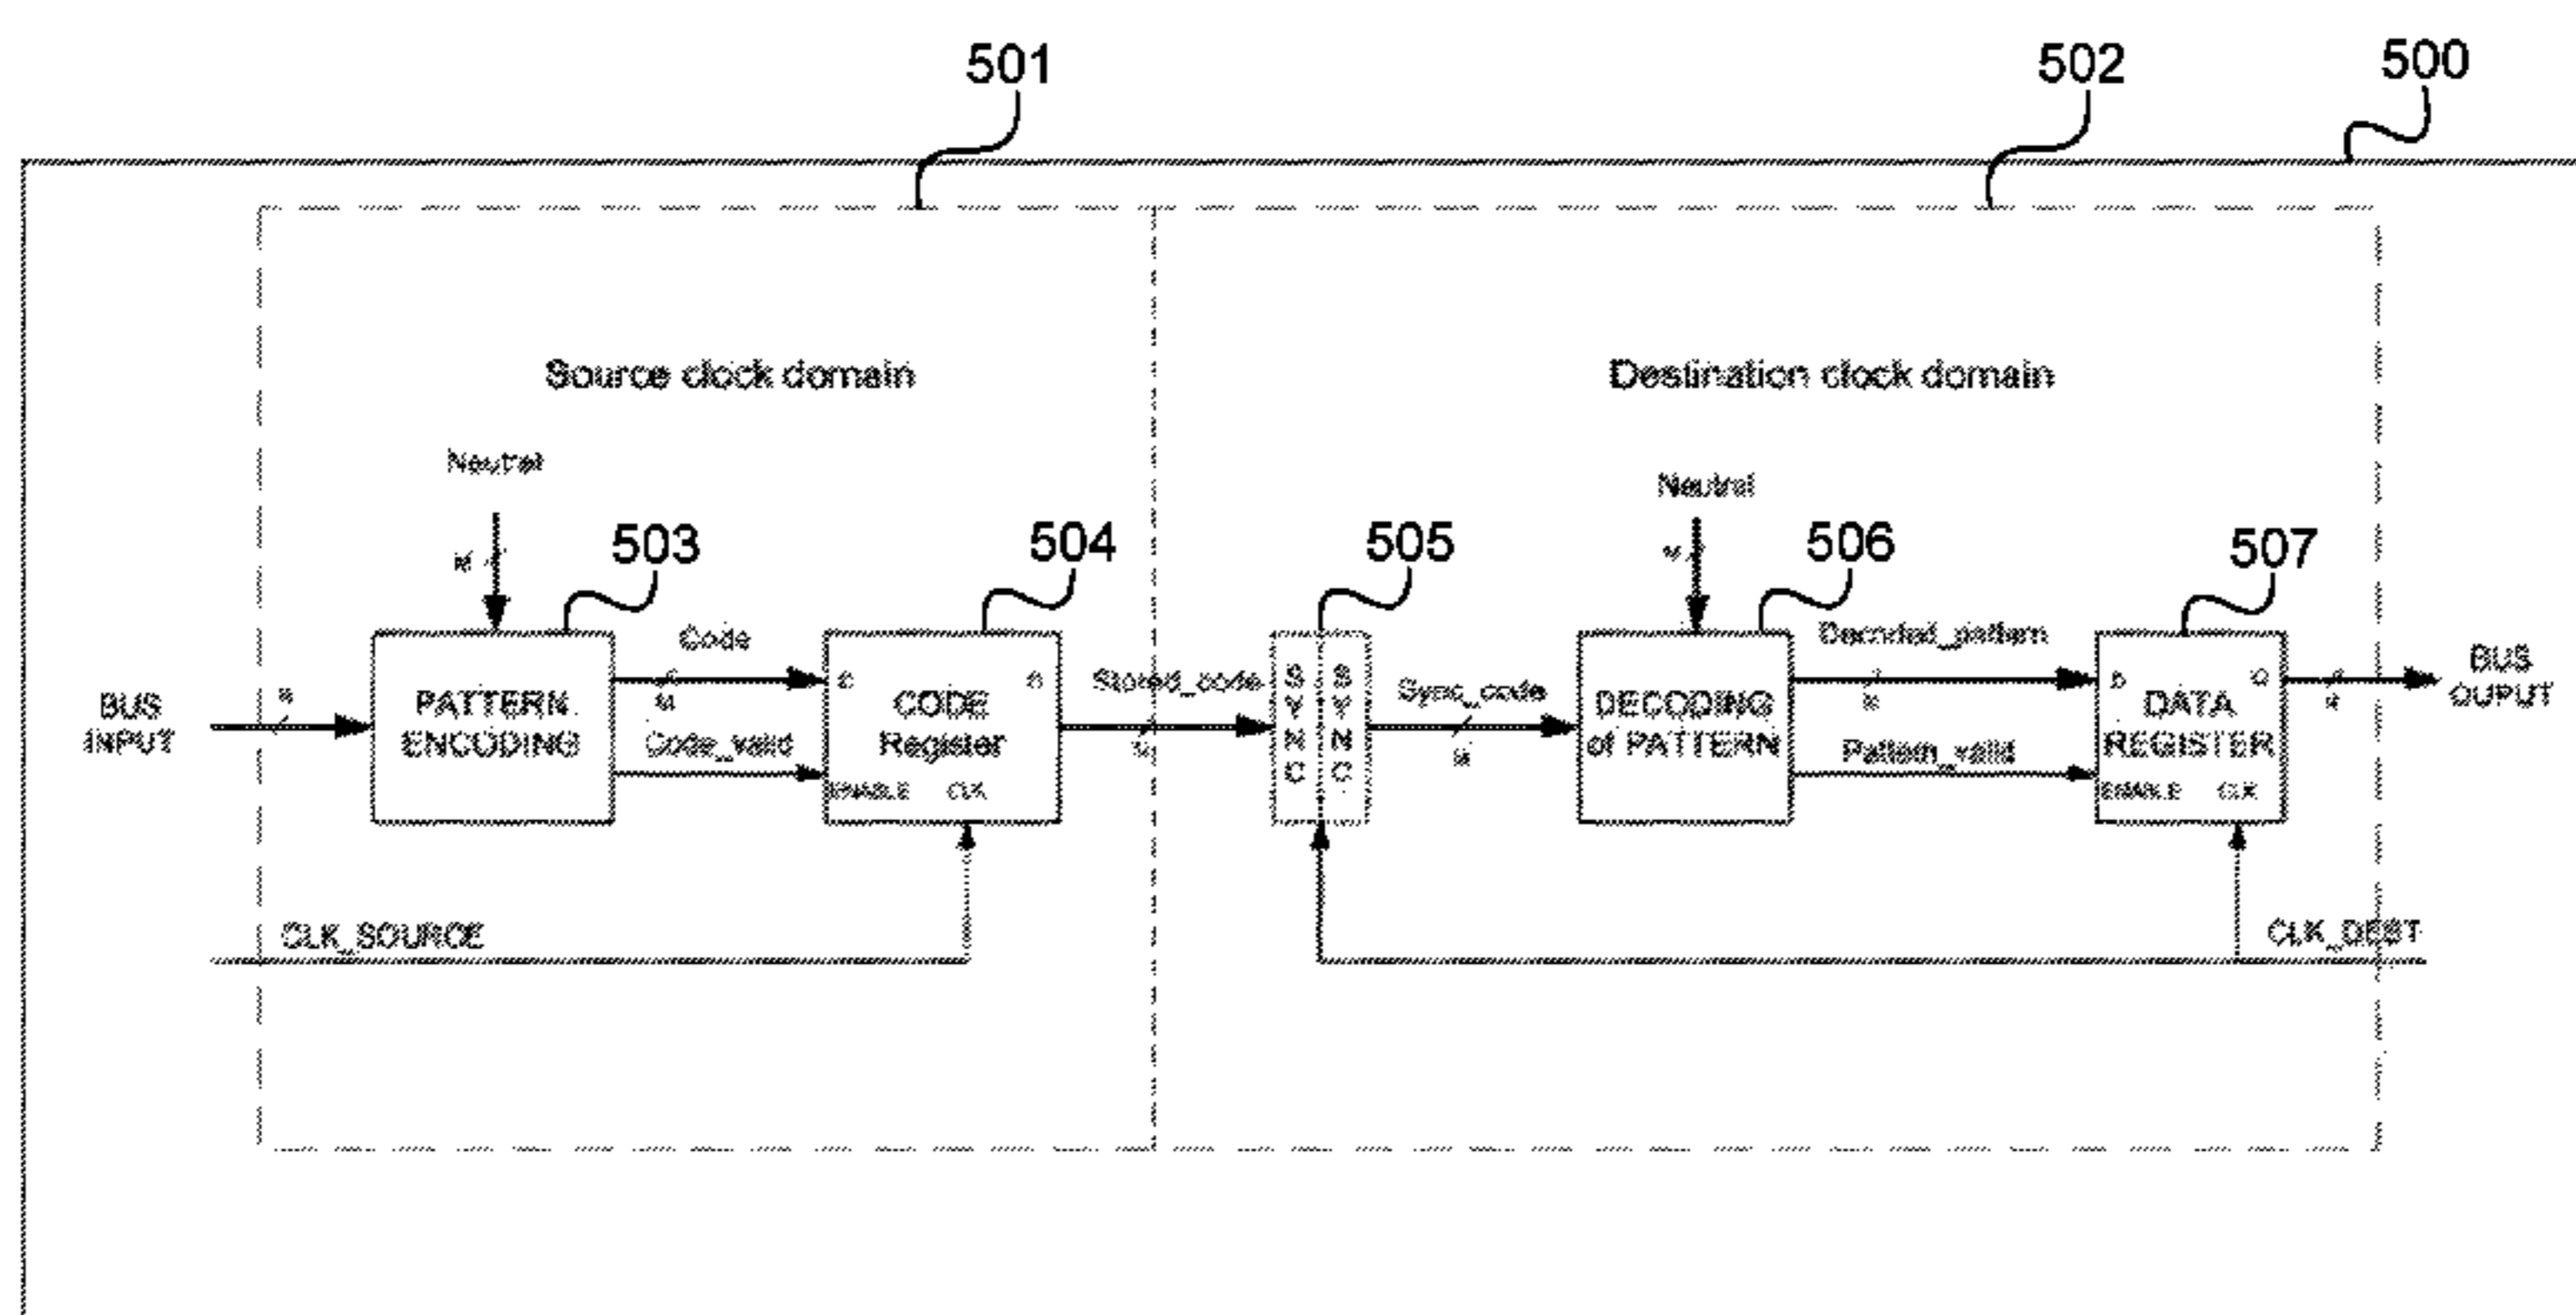 501
502
500
Source clock domain
Destination clock domain
Neutral
Neutral
503
504
505
506
507
Code
Decoded_pattern
BUS
INPUT
PATTERN
ENCODING
Code_valid
D
CODE
Register
ENABLE
CLK
Stored_code
SYNC
SYNC
Sync_code
M
DECODING
of PATTERN
Pattern_valid
D
Q
DATA
REGISTER
ENABLE
CLK
BUS
OUPUT
CLK_SOURCE
CLK_DEST